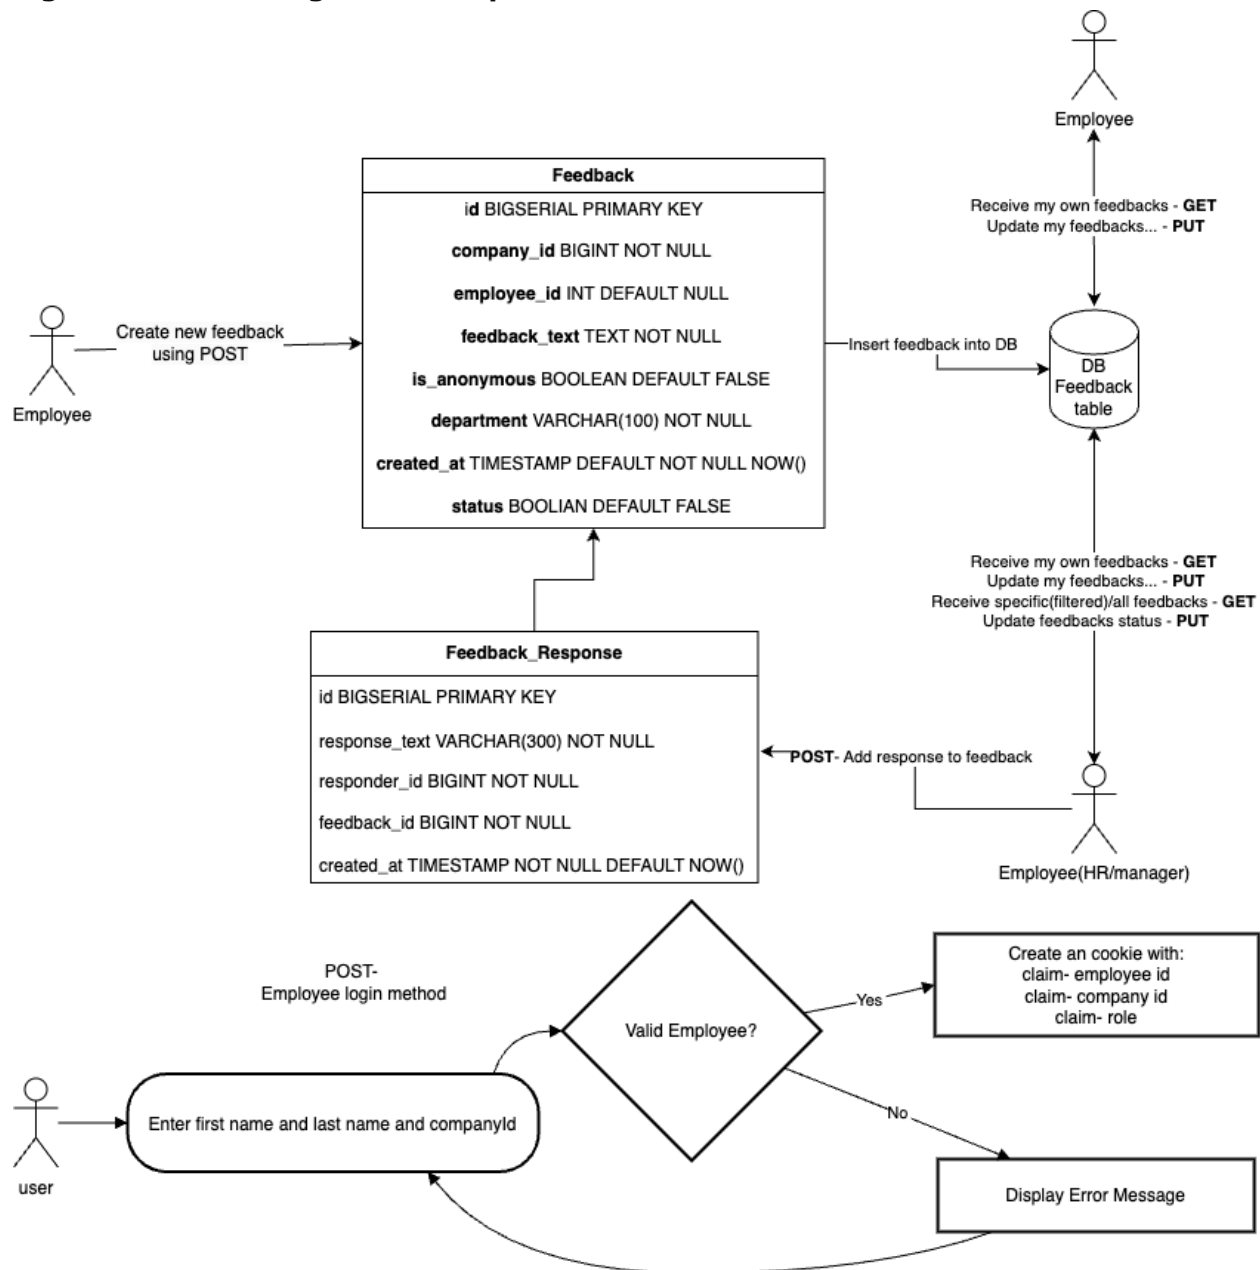 Employee
Feedback
id BIGSERIAL PRIMARY KEY
company_id BIGINT NOT NULL
employee_id INT DEFAULT NULL
feedback_text TEXT NOT NULL
is_anonymous BOOLEAN DEFAULT FALSE
department VARCHAR(100) NOT NULL
created_at TIMESTAMP DEFAULT NOT NULL NOW()
status BOOLIAN DEFAULT FALSE
Receive my own feedbacks - GET
Update my feedbacks... - PUT
Create new feedback
using POST
Employee
Insert feedback into DB
DB
Feedback
table
Receive my own feedbacks - GET
Update my feedbacks... - PUT
Receive specific(filtered)/all feedbacks - GET
Update feedbacks status - PUT
Feedback_Response
id BIGSERIAL PRIMARY KEY
response_text VARCHAR(300) NOT NULL
responder_id BIGINT NOT NULL
feedback_id BIGINT NOT NULL
created_at TIMESTAMP NOT NULL DEFAULT NOW()
POST- Add response to feedback
Employee(HR/manager)
POST-
Employee login method
Valid Employee?
Yes
Create an cookie with:
claim- employee id
claim- company id
claim- role
No
Enter first name and last name and companyId
user
Display Error Message